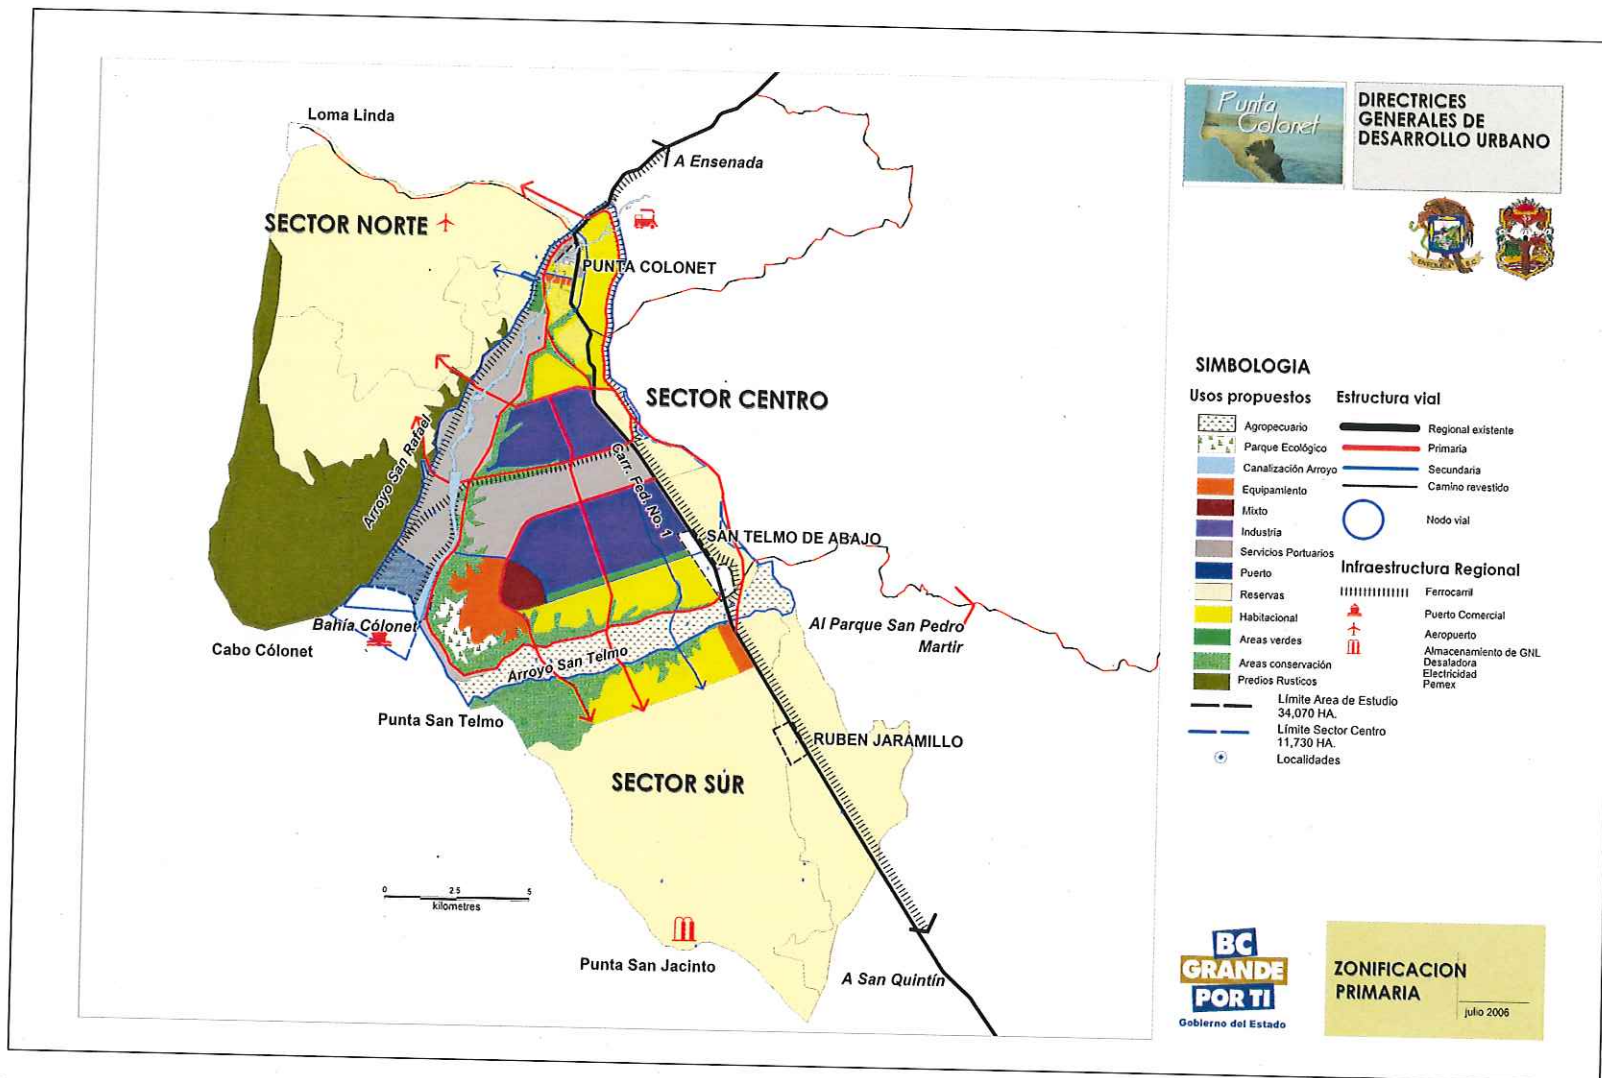 Punta
Colonet
DIRECTRICES
GENERALES DE
DESARROLLO URBANO
Loma Linda
A Ensenada
SECTOR NORTE
PUNTA COLONET
SECTOR CENTRO
Arroyo San Rafael
Carr. Fed. No. 1
SAN TELMO DE ABAJO
Al Parque San Pedro
Martir
Bahía Cólonet
Cabo Cólonet
Arroyo San Telmo
Punta San Telmo
RUBEN JARAMILLO
SECTOR SÚR
0 2.5 5
kilometres
Punta San Jacinto
A San Quintín
SIMBOLOGIA
Usos propuestos
Agropecuario
Parque Ecológico
Canalización Arroyo
Equipamiento
Mixto
Industria
Servicios Portuarios
Puerto
Reservas
Habitacional
Areas verdes
Areas conservación
Predios Rusticos
Límite Area de Estudio
34,070 HA.
Límite Sector Centro
11,730 HA.
Localidades
Estructura vial
Regional existente
Primaria
Secundaria
Camino revestido
Nodo vial
Infraestructura Regional
Ferrocarril
Puerto Comercial
Aeropuerto
Almacenamiento de GNL
Desaladora
Electricidad
Pemex
BC
GRANDE
POR TI
Gobierno del Estado
ZONIFICACION
PRIMARIA
julio 2006